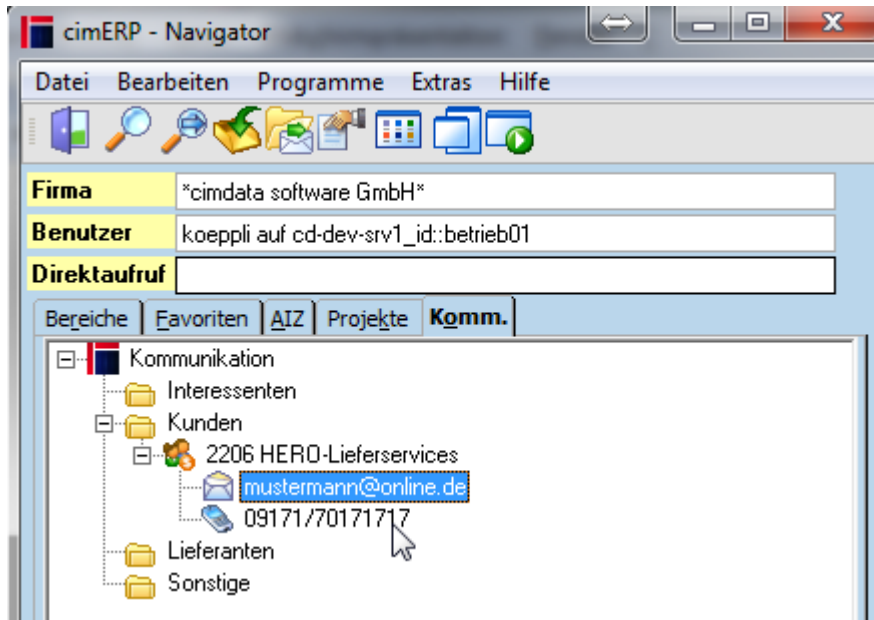 cimERP - Navigator
Datei Bearbeiten Programme Extras Hilfe
Firma *cimdata software GmbH*
Benutzer koeppli auf cd-dev-srv1_id::betrieb01
Direktaufruf
Bereiche Favoriten AIZ Projekte Komm.
Kommunikation
Interessenten
Kunden
2206 HERO-Lieferservices
mustermann@online.de
09171/70171717
Lieferanten
Sonstige